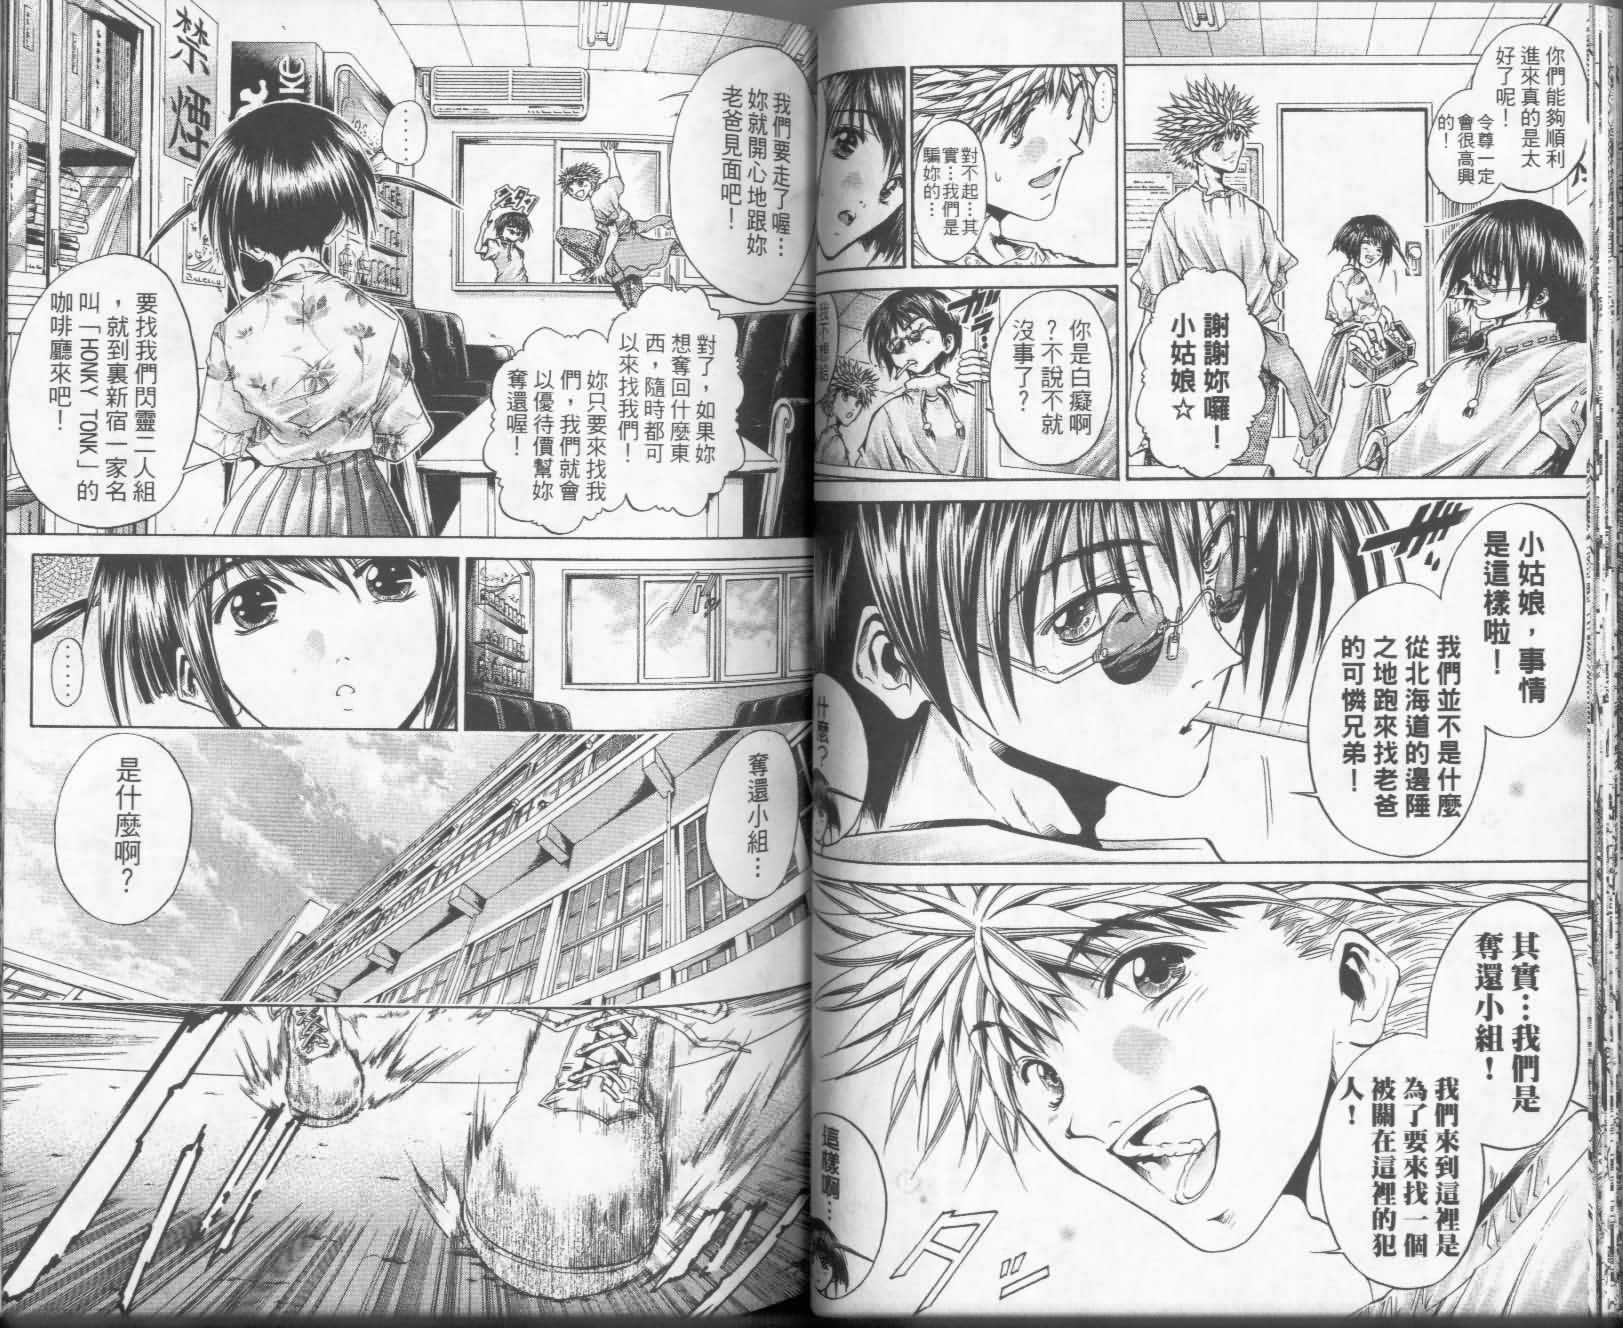 你們能夠順利
進來真的是太
好了呢！
令尊一定
會很高興
的！
謝謝妳囉！
小姑娘☆
……
對不起…其
實…我們是
騙妳的…
你是白癡啊
？不說不就
沒事了？
小姑娘，事情
是這樣啦！
我們並不是什麼
從北海道的邊陲
之地跑來找老爸
的可憐兄弟！
什麼？
其實…我們是
奪還小組！
我們來到這裡是
為了要來找一個
被關在這裡的犯
人！
這樣啊…
タッ
我們要走了喔…
妳就開心地跟妳
老爸見面吧！
……
禁煙
對了，如果妳
想奪回什麼東
西，隨時都可
以來找我們！
妳只要來找我
們，我們就會
以優待價幫妳
奪還喔！
要找我們閃靈二人組
，就到裏新宿一家名
叫「HONKY TONK」的
咖啡廳來吧！
……
奪還小組…
是什麼啊？